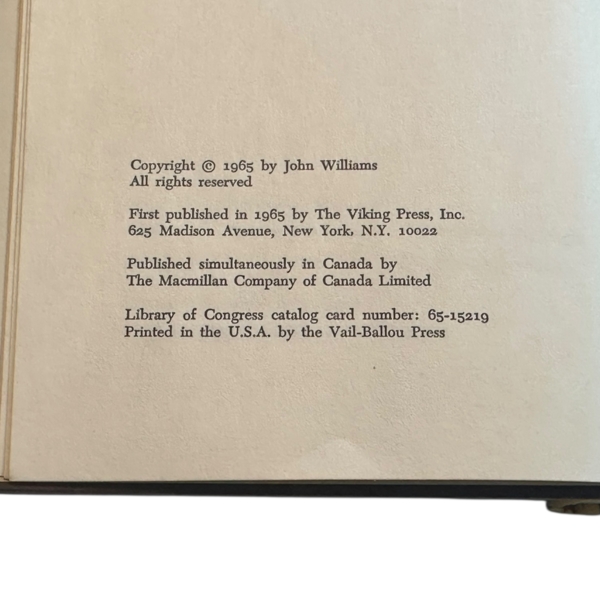 Copyright © 1965 by John Williams
All rights reserved
First published in 1965 by The Viking Press, Inc.
625 Madison Avenue, New York, N.Y. 10022
Published simultaneously in Canada by
The Macmillan Company of Canada Limited
Library of Congress catalog card number: 65-15219
Printed in the U.S.A. by the Vail-Ballou Press